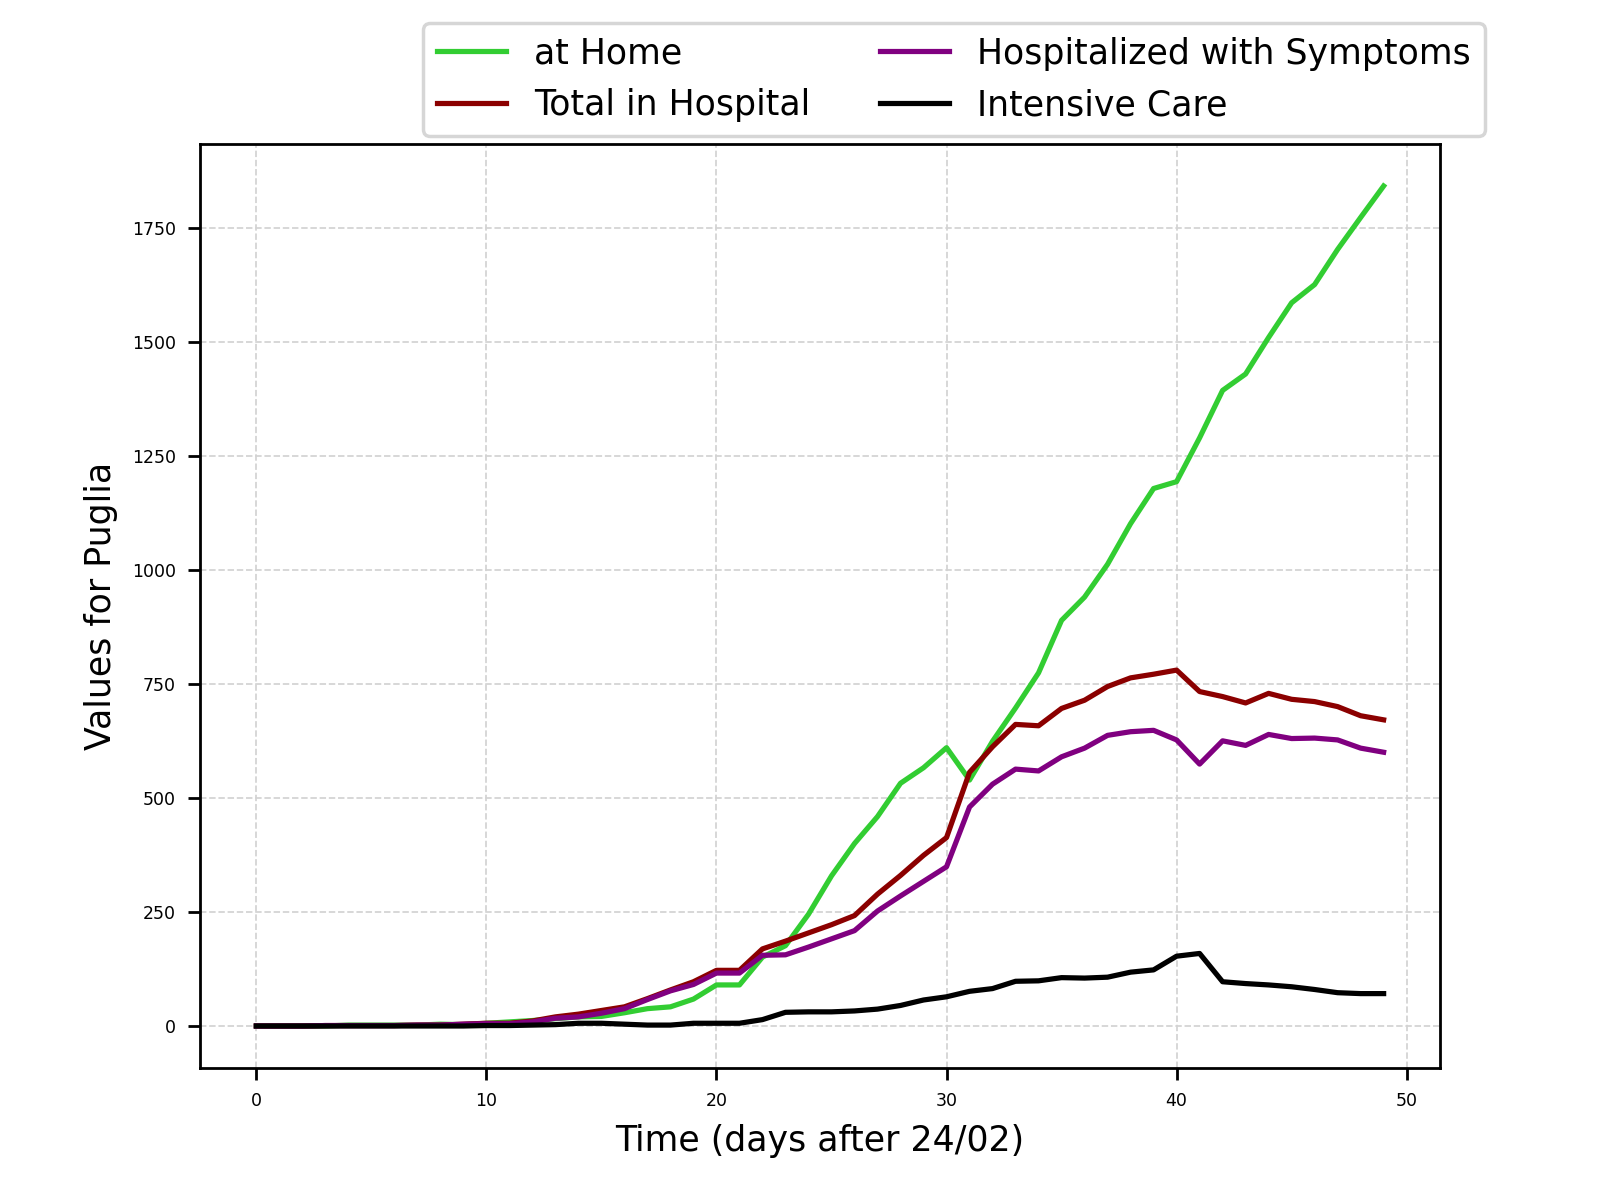 at Home
Total in Hospital
Hospitalized with Symptoms
Intensive Care
Values for Puglia
1750
1500
1250
1000
750
500
250
0
0 10 20 30 40 50
Time (days after 24/02)